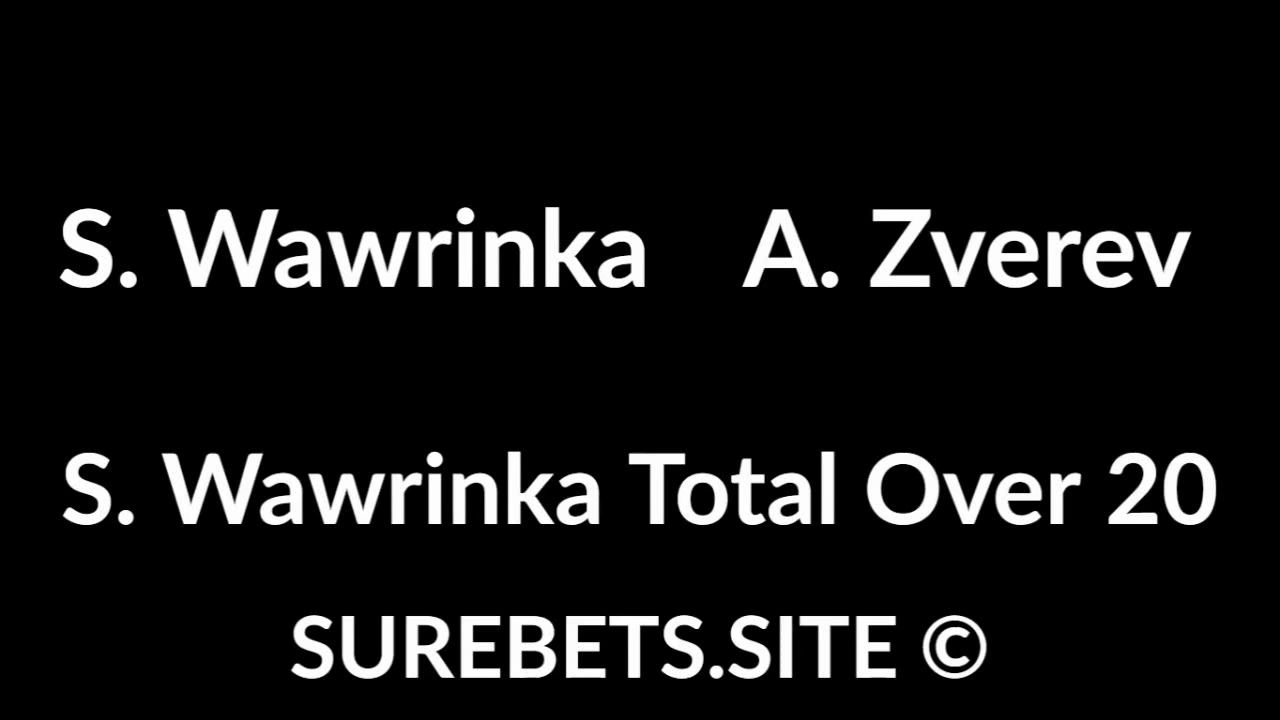 S. Wawrinka A. Zverev
S. Wawrinka Total Over 20
SUREBETS.SITE ©